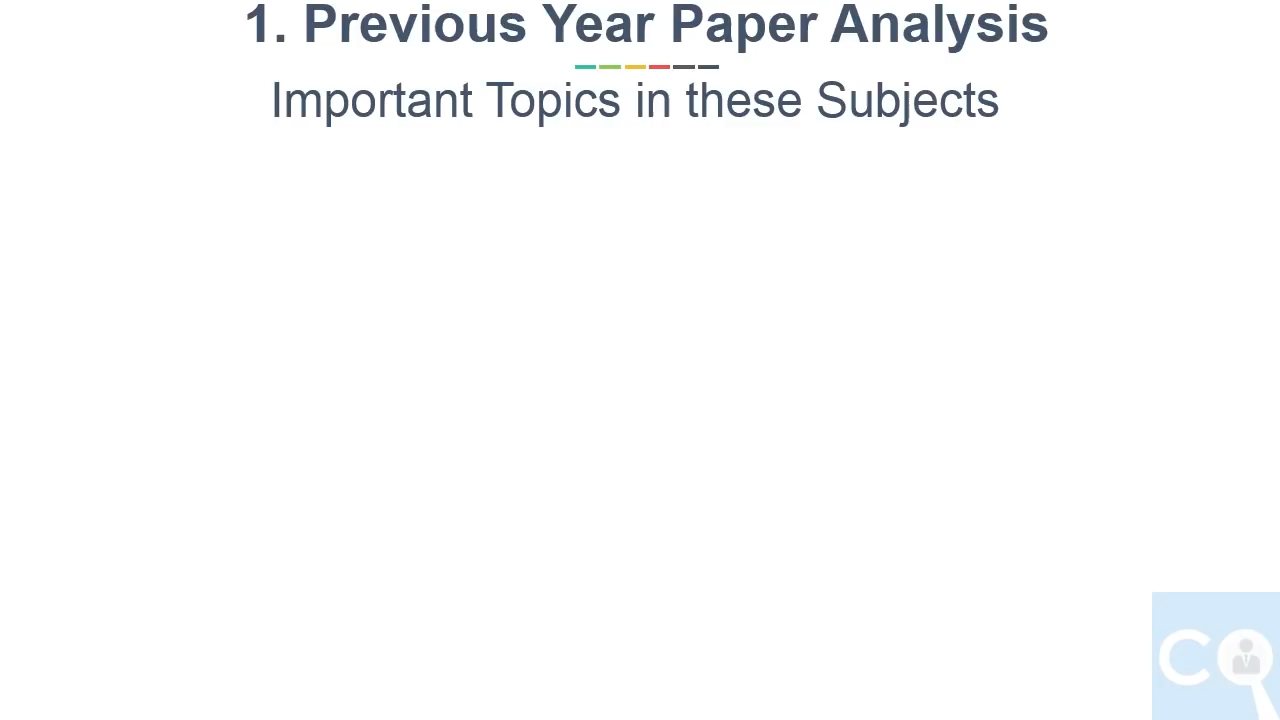 1. Previous Year Paper Analysis
Important Topics in these Subjects